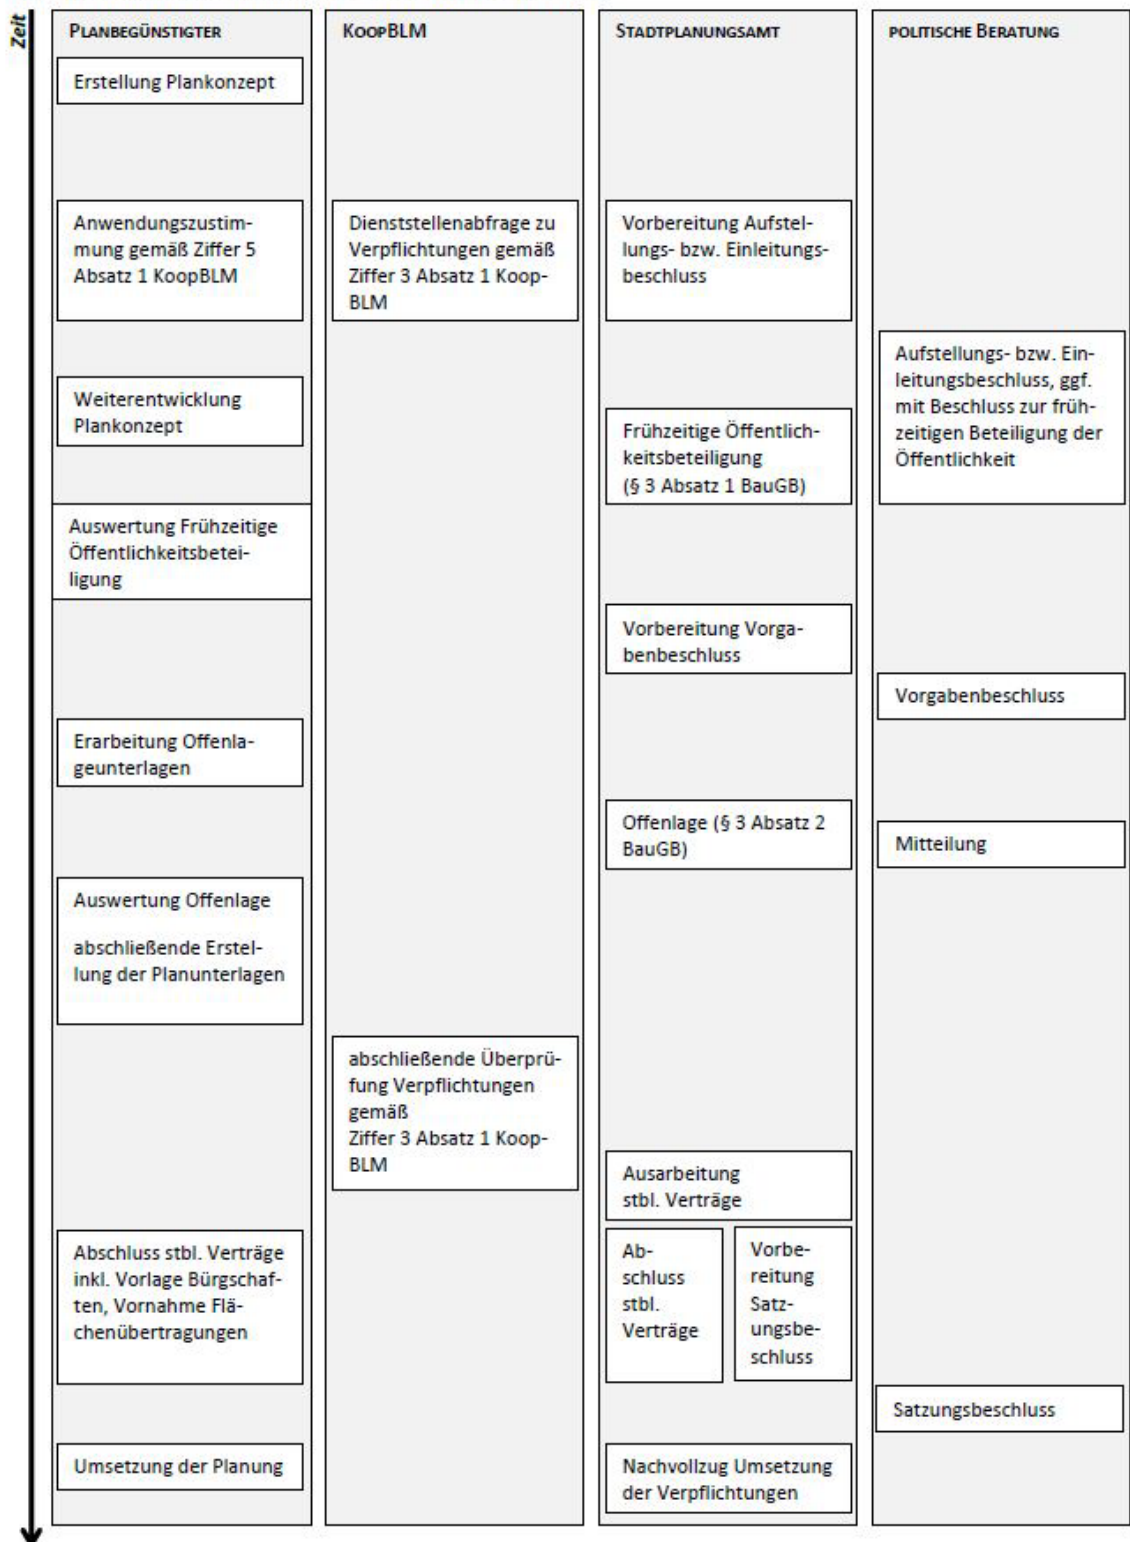 Zeit
PLANBEGÜNSTIGTER
Erstellung Plankonzept
Anwendungszustim-
mung gemäß Ziffer 5
Absatz 1 KoopBLM
Weiterentwicklung
Plankonzept
Auswertung Frühzeitige
Öffentlichkeitsbetei-
ligung
Erarbeitung Offenla-
geunterlagen
Auswertung Offenlage
abschließende Erstel-
lung der Planunterlagen
Abschluss stbl. Verträge
inkl. Vorlage Bürgschaf-
ten, Vornahme Flä-
chenübertragungen
Umsetzung der Planung
KOOPBLM
Dienststellenabfrage zu
Verpflichtungen gemäß
Ziffer 3 Absatz 1 Koop-
BLM
abschließende Überprü-
fung Verpflichtungen
gemäß
Ziffer 3 Absatz 1 Koop-
BLM
STADTPLANUNGSAMT
Vorbereitung Aufstel-
lungs- bzw. Einleitungs-
beschluss
Frühzeitige Öffentlich-
keitsbeteiligung
(§ 3 Absatz 1 BauGB)
Vorbereitung Vorga-
benbeschluss
Offenlage (§ 3 Absatz 2
BauGB)
Ausarbeitung
stbl. Verträge
Ab-
schluss
stbl.
Verträge
Vorbe-
reitung
Satz-
ungsbe-
schluss
Nachvollzug Umsetzung
der Verpflichtungen
POLITISCHE BERATUNG
Aufstellungs- bzw. Ein-
leitungsbeschluss, ggf.
mit Beschluss zur früh-
zeitigen Beteiligung der
Öffentlichkeit
Vorgabenbeschluss
Mitteilung
Satzungsbeschluss